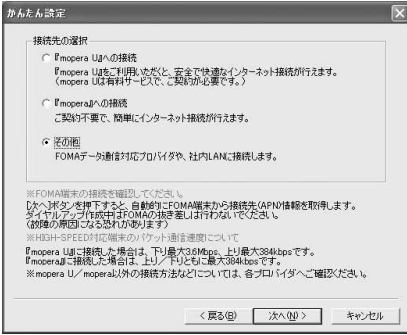 かんたん設定
接続先の選択
『mopera U』への接続
『mopera U』をご利用いただくと、安全で快適なインターネット接続が行えます。
(mopera Uは有料サービスで、ご契約が必要です。)
『mopera』への接続
ご契約不要で、簡単にインターネット接続が行えます。
その他
FOMAデータ通信対応プロバイダや、社内LANに接続します。
※FOMA端末の接続を確認してください。
[次へ]ボタンを押下すると、自動的にFOMA端末から接続先(APN)情報を取得します。
ダイヤルアップ作成中はFOMAの抜き差しは行わないでください。
(故障の原因になる恐れがあります)
※HIGH-SPEED対応端末のパケット通信速度について
『mopera U』に接続した場合は、下り最大3.6Mbps、上り最大384kbpsです。
『mopera』に接続した場合は、上り/下りともに最大384kbpsです。
※mopera U/mopera以外の接続方法などについては、各プロバイダへご確認ください。
< 戻る(B) 次へ(N) > キャンセル